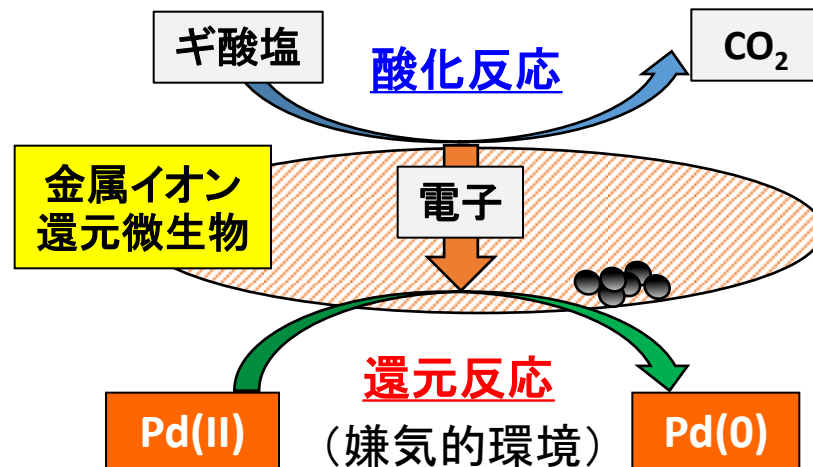 ギ酸塩
酸化反応
CO₂
金属イオン
還元微生物
電子
還元反応
Pd(II)
（嫌気的環境）
Pd(0)